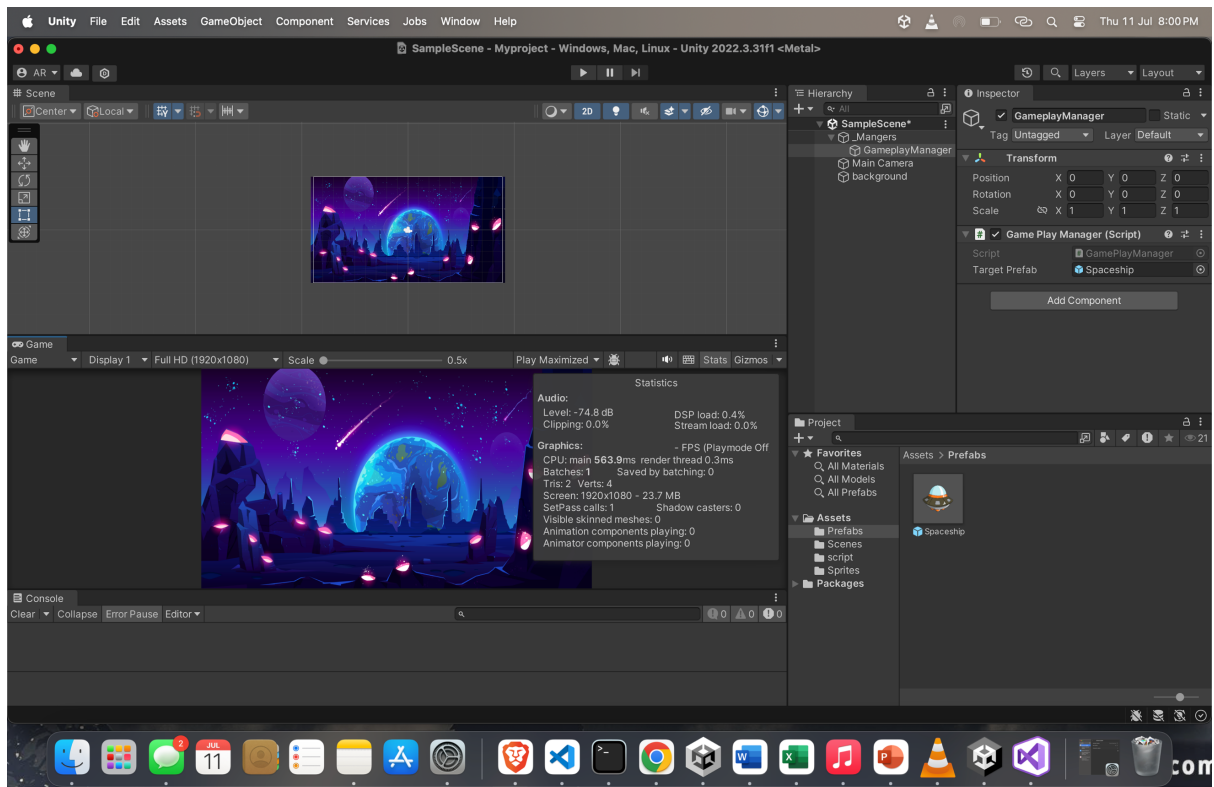 Unity File Edit Assets GameObject Component Services Jobs Window Help Thu 11 Jul 8:00 PM
SampleScene - Myproject - Windows, Mac, Linux - Unity 2022.3.31f1 <Metal>
AR Layers Layout
Scene
Center Local 2D
Game
Game Display 1 Full HD (1920x1080) Scale 0.5x Play Maximized Stats Gizmos
Statistics
Audio:
Level: -74.8 dB DSP load: 0.4%
Clipping: 0.0% Stream load: 0.0%
Graphics: - FPS (Playmode Off
CPU: main 563.9ms render thread 0.3ms
Batches: 1 Saved by batching: 0
Tris: 2 Verts: 4
Screen: 1920x1080 - 23.7 MB
SetPass calls: 1 Shadow casters: 0
Visible skinned meshes: 0
Animation components playing: 0
Animator components playing: 0
Console
Clear Collapse Error Pause Editor 0 0 0
Hierarchy
All
SampleScene*
_Mangers
GameplayManager
Main Camera
background
Inspector
GameplayManager Static
Tag Untagged Layer Default
Transform
Position X 0 Y 0 Z 0
Rotation X 0 Y 0 Z 0
Scale X 1 Y 1 Z 1
# Game Play Manager (Script)
Script GamePlayManager
Target Prefab Spaceship
Add Component
Project
21
Favorites
All Materials
All Models
All Prefabs
Assets
Prefabs
Scenes
script
Sprites
Packages
Assets > Prefabs
Spaceship
2
JUL
11
W
X
P
com